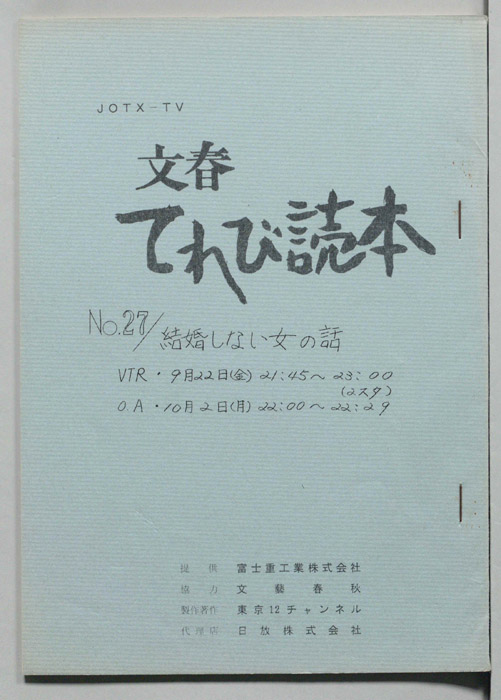 JOTX-TV
文春
てれび読本
No.27/結婚しない女の話
VTR・9月22日(金) 21:45～23:00
(2スタ)
O.A・10月2日(月) 22:00～22:29
提供 富士重工業株式会社
協力 文藝春秋
製作著作 東京12チャンネル
代理店 日放株式会社